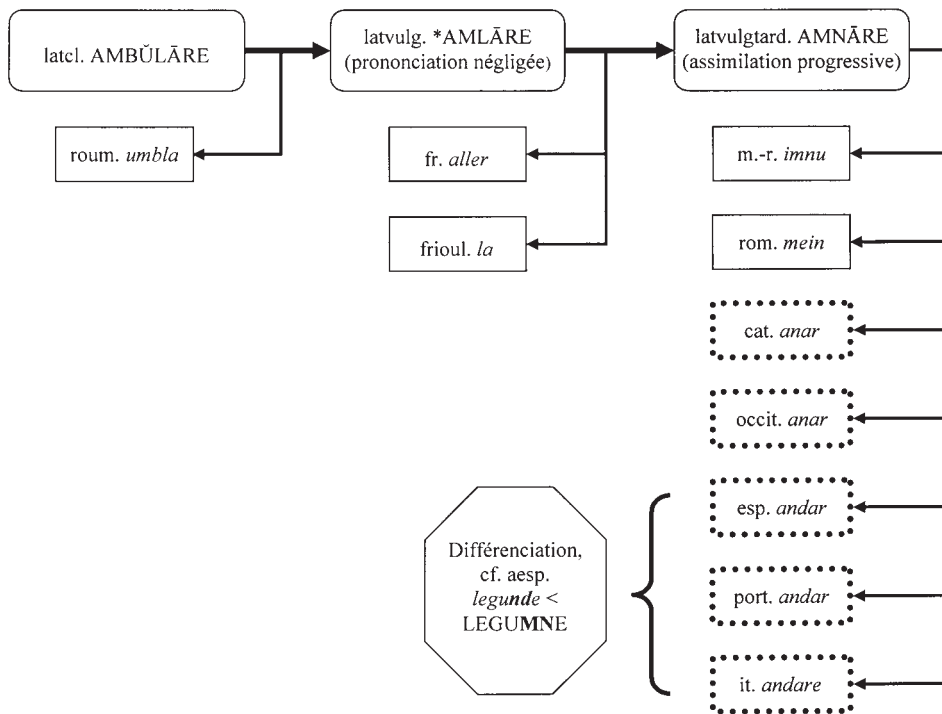 latcl. AMBŬLĀRE
latvulg. *AMLĀRE
(prononciation négligée)
latvulgtard. AMNĀRE
(assimilation progressive)
roum. umbla
fr. aller
m.-r. imnu
frioul. la
rom. mein
cat. anar
occit. anar
Différenciation,
cf. aesp.
legunde <
LEGUMNE
esp. andar
port. andar
it. andare